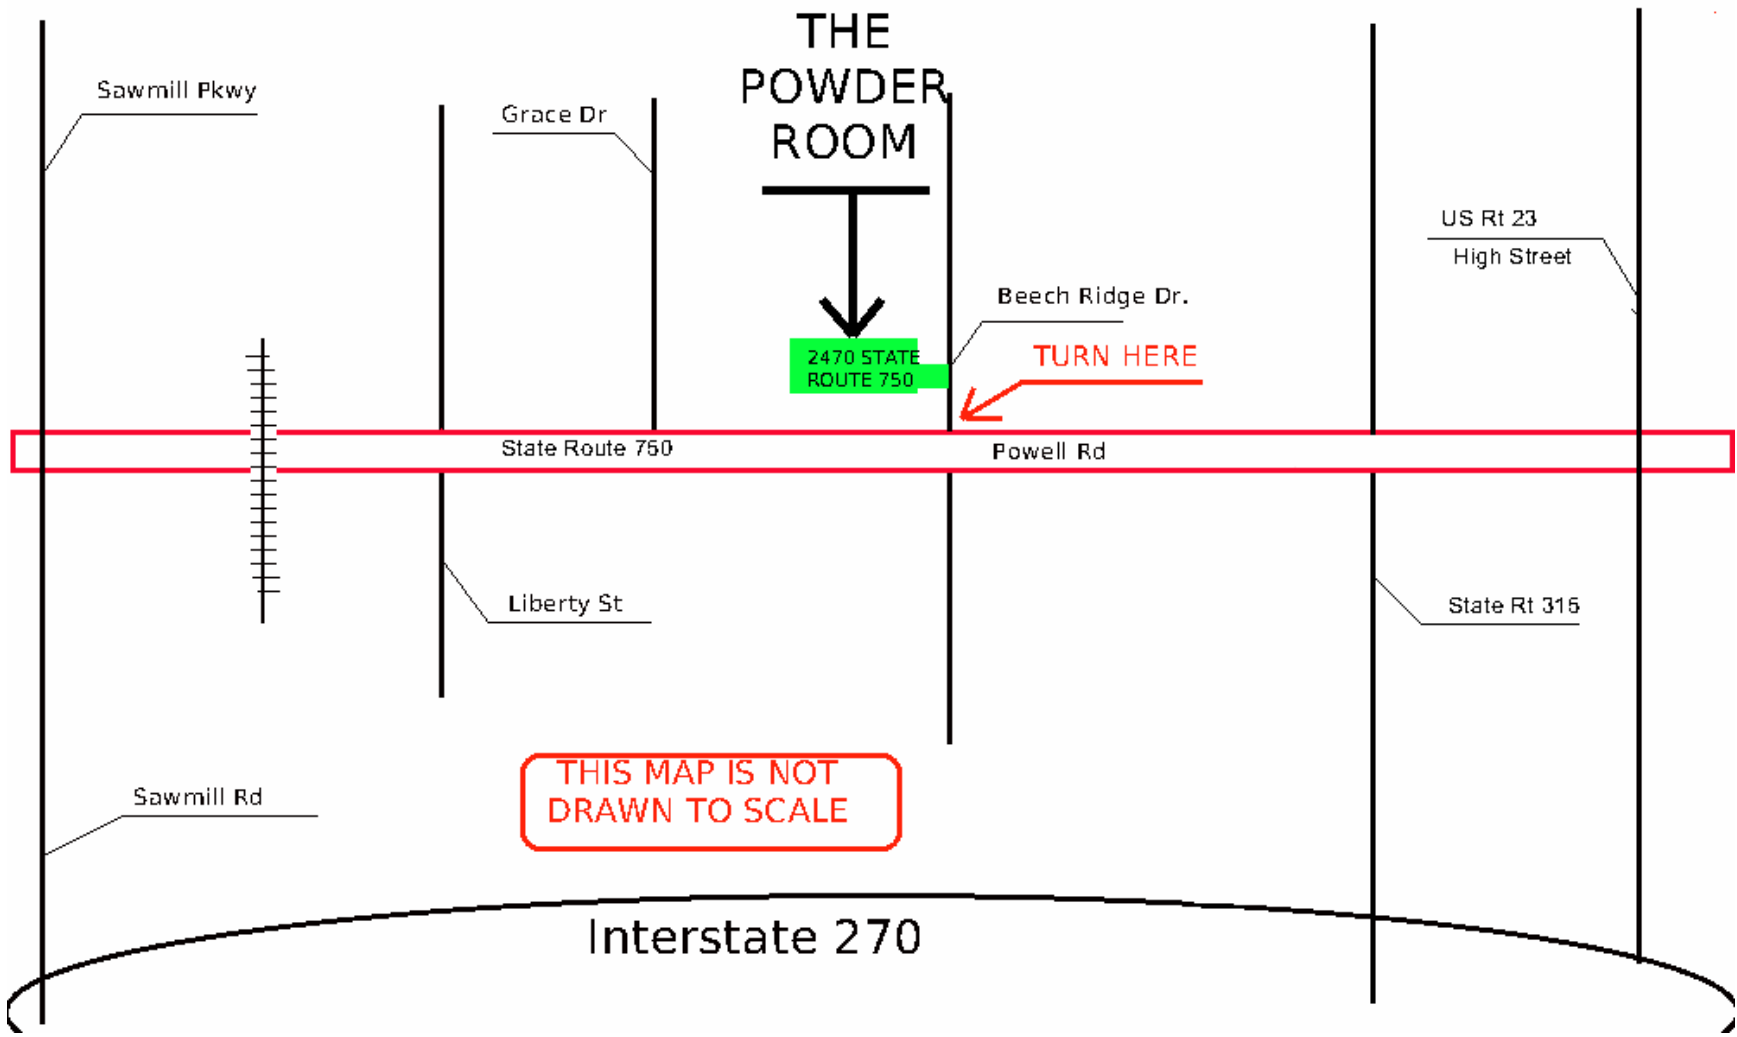 THE
POWDER
ROOM
Sawmill Pkwy
Grace Dr
US Rt 23
High Street
Beech Ridge Dr.
TURN HERE
2470 STATE
ROUTE 750
State Route 750
Powell Rd
Liberty St
State Rt 315
THIS MAP IS NOT
DRAWN TO SCALE
Sawmill Rd
Interstate 270